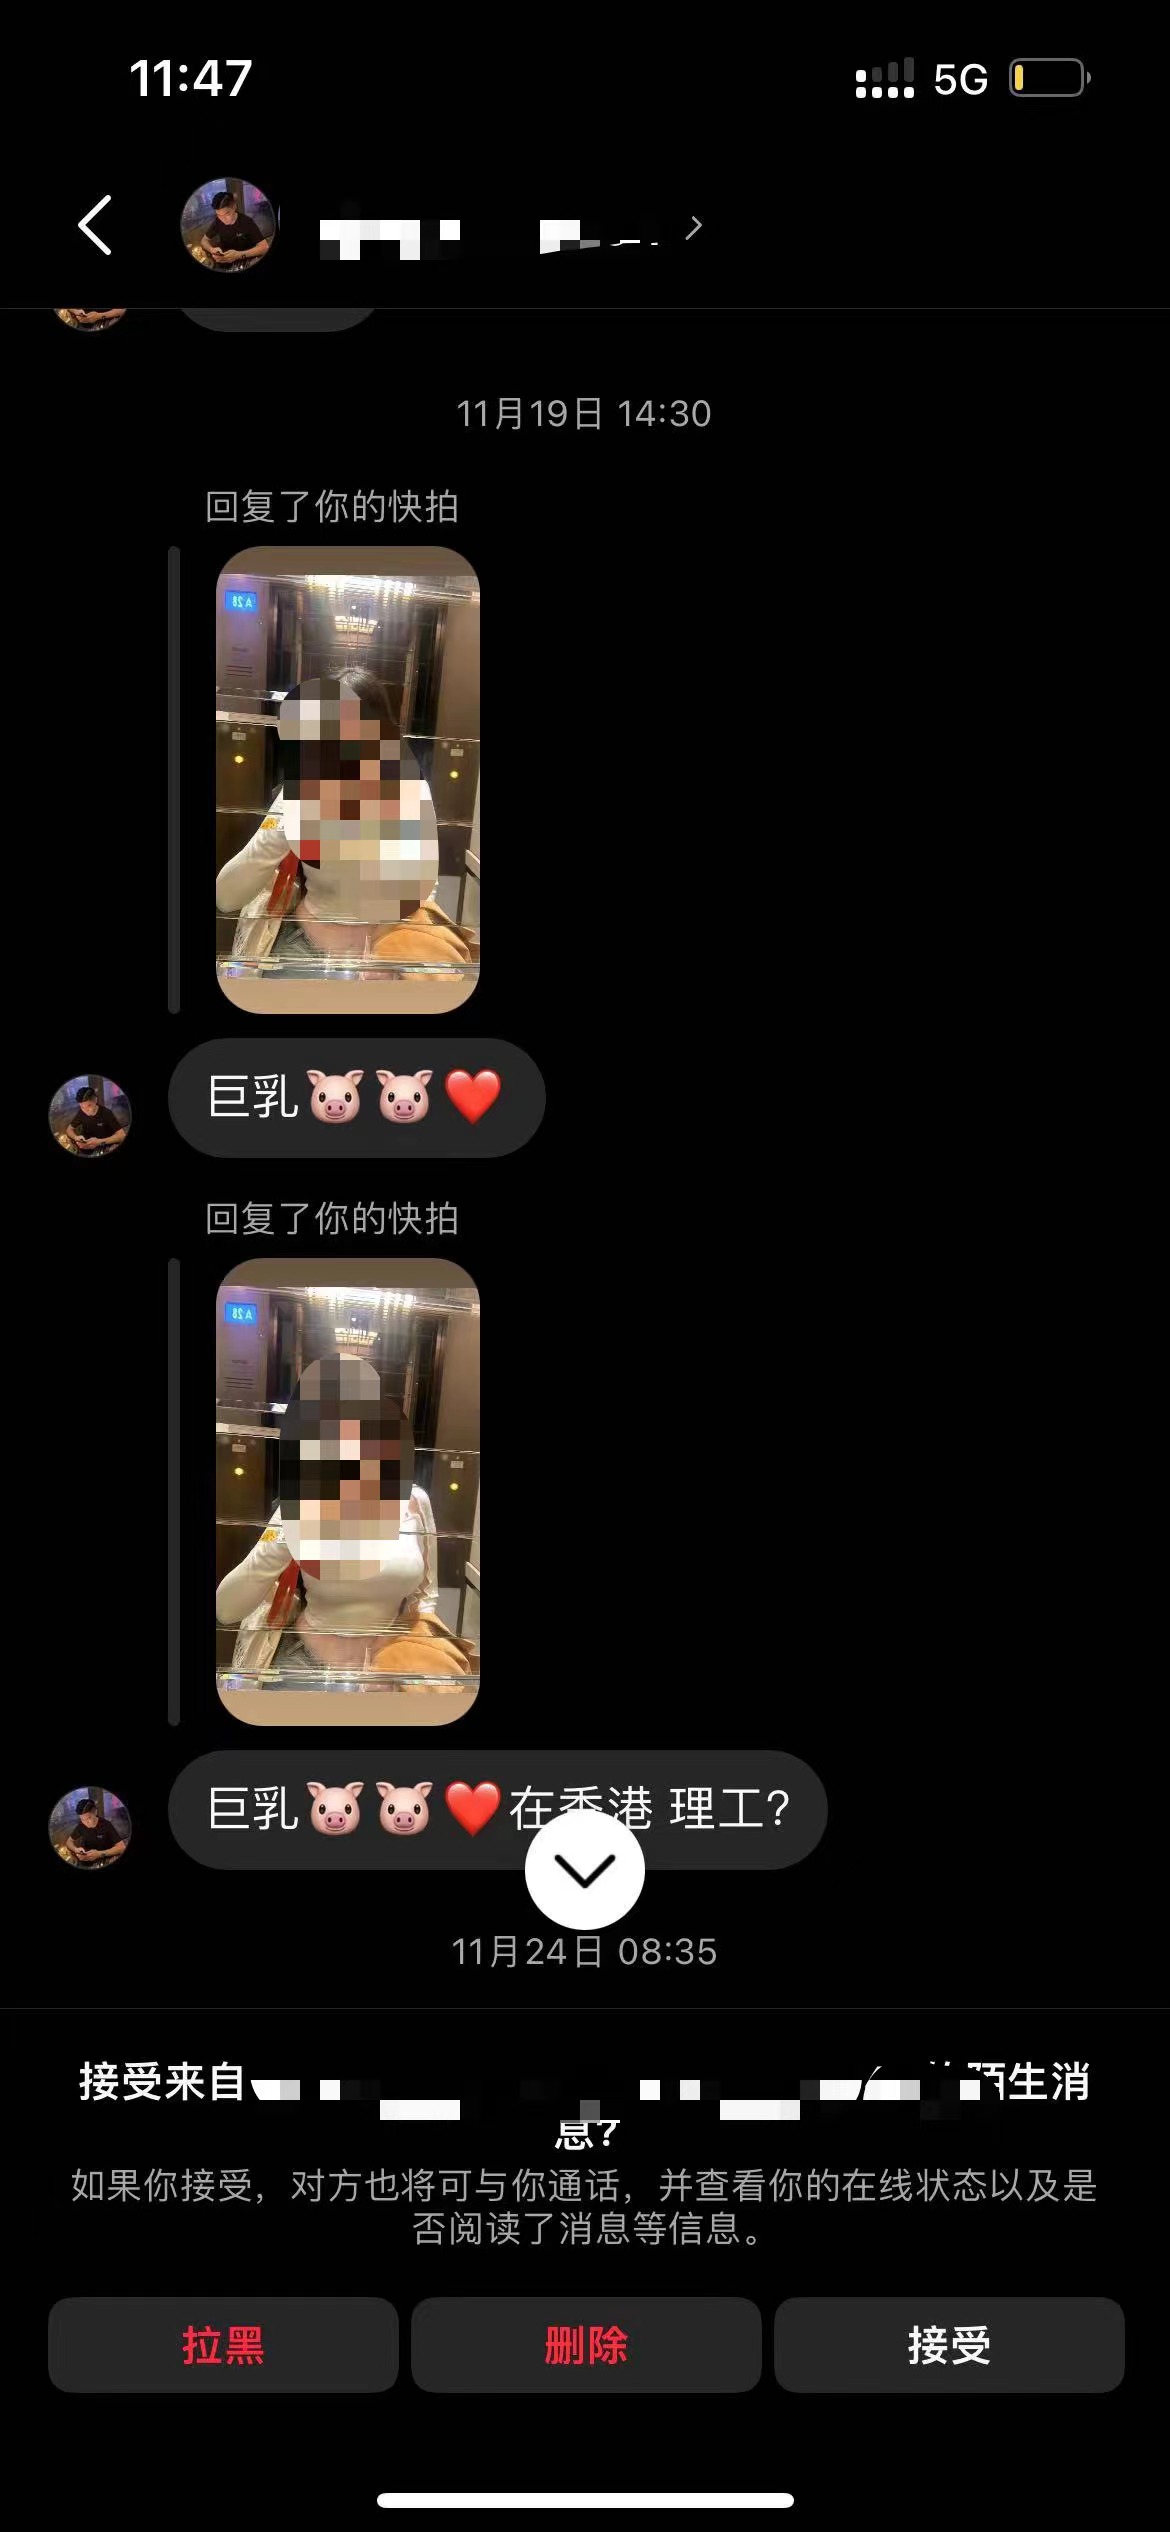 11:47
5G
11月19日 14:30
回复了你的快拍
A 28
巨乳🐷🐷❤️
回复了你的快拍
A 28
巨乳🐷🐷❤️在香港 理工?
11月24日 08:35
接受来自
陌生消
息?
如果你接受，对方也将可与你通话，并查看你的在线状态以及是
否阅读了消息等信息。
拉黑
删除
接受